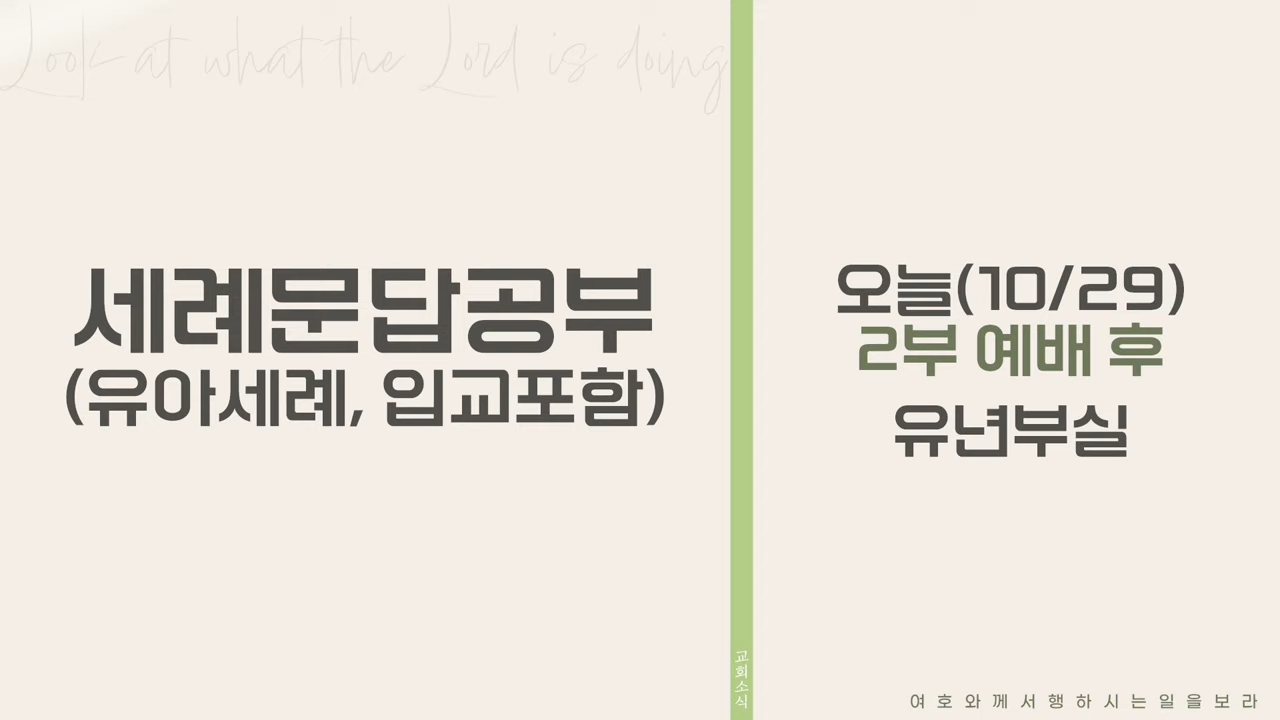 Look at what the Lord is doing
세례문답공부
(유아세례, 입교포함)
오늘(10/29)
2부 예배 후
유년부실
교회소식
여호와께서행하시는일을보라